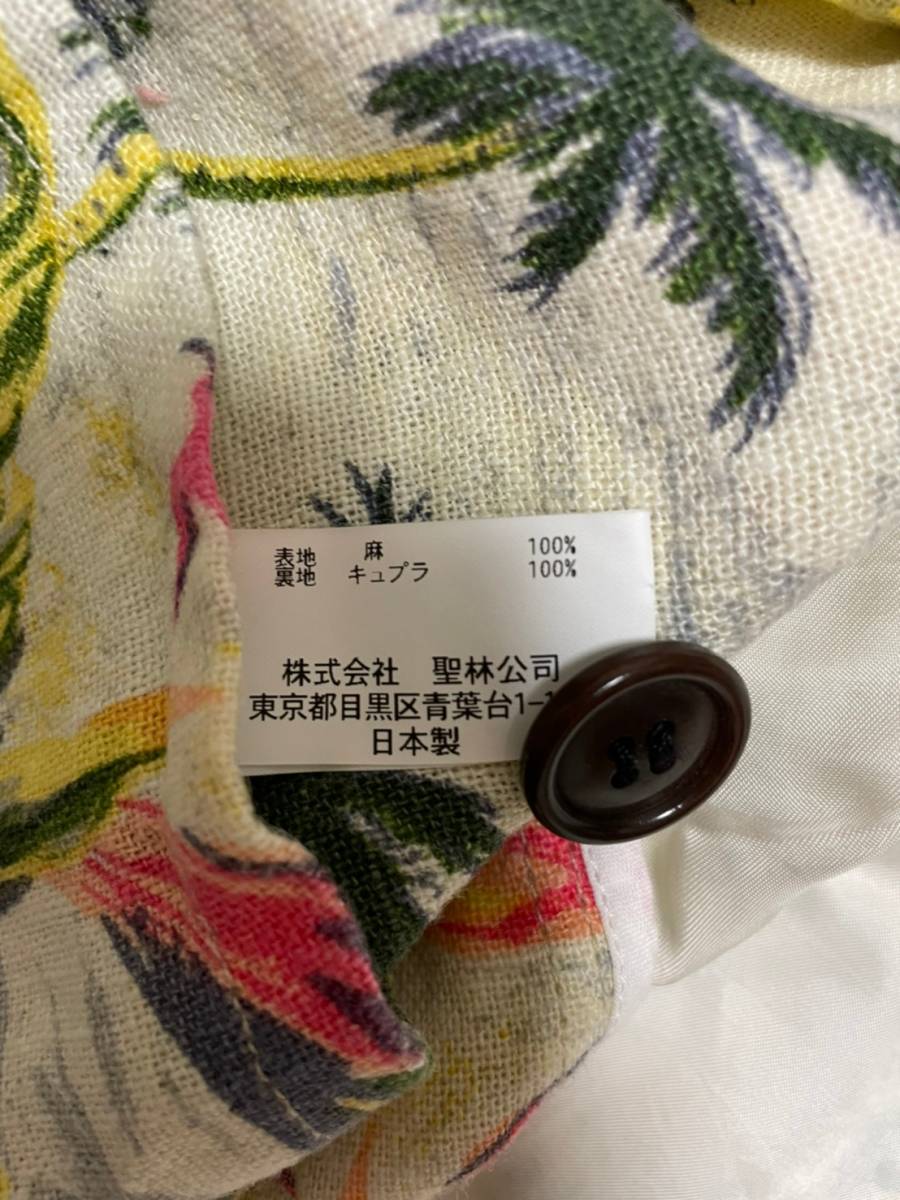 表地 麻 100%
裏地 キュプラ 100%
株式会社 聖林公司
東京都目黒区青葉台1-1
日本製